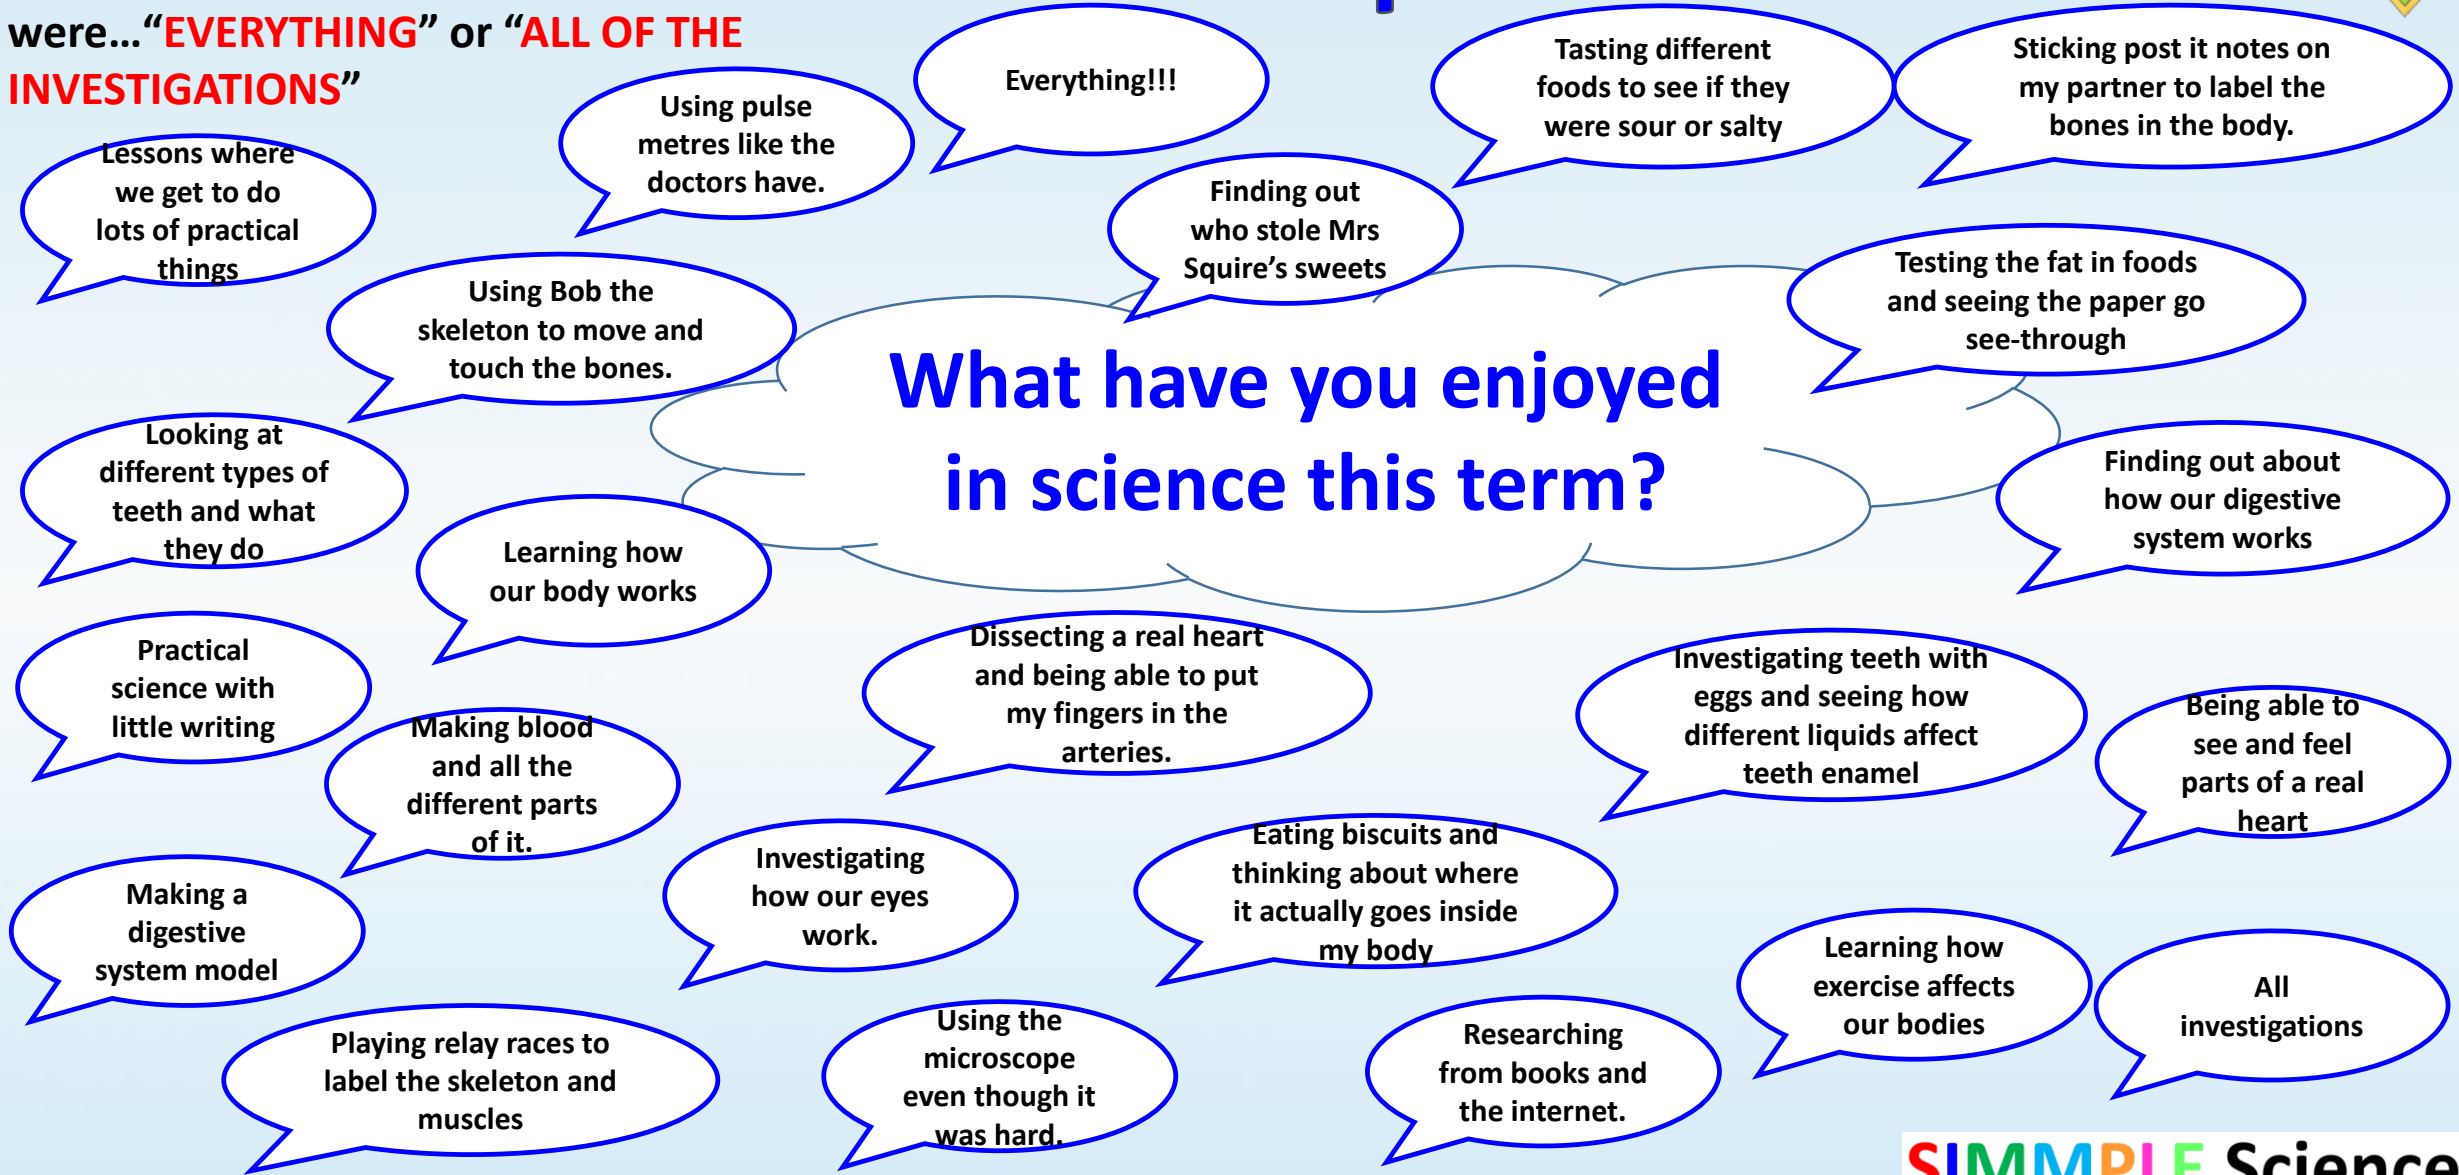 were...“EVERYTHING” or “ALL OF THE
INVESTIGATIONS”
Everything!!!
Tasting different
foods to see if they
were sour or salty
Sticking post it notes on
my partner to label the
bones in the body.
Using pulse
metres like the
doctors have.
Lessons where
we get to do
lots of practical
things
Finding out
who stole Mrs
Squire’s sweets
Using Bob the
skeleton to move and
touch the bones.
Testing the fat in foods
and seeing the paper go
see-through
What have you enjoyed
in science this term?
Looking at
different types of
teeth and what
they do
Finding out about
how our digestive
system works
Learning how
our body works
Practical
science with
little writing
Dissecting a real heart
and being able to put
my fingers in the
arteries.
Investigating teeth with
eggs and seeing how
different liquids affect
teeth enamel
Being able to
see and feel
parts of a real
heart
Making blood
and all the
different parts
of it.
Investigating
how our eyes
work.
Eating biscuits and
thinking about where
it actually goes inside
my body
Making a
digestive
system model
Learning how
exercise affects
our bodies
All
investigations
Playing relay races to
label the skeleton and
muscles
Using the
microscope
even though it
was hard.
Researching
from books and
the internet.
SIMMPLE Science